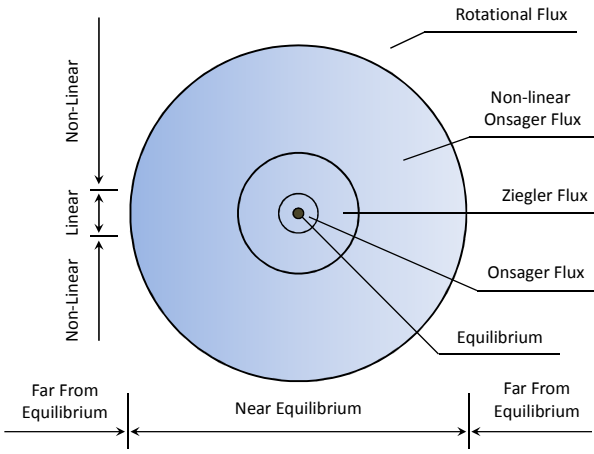 Rotational Flux
Non-linear
Onsager Flux
Ziegler Flux
Onsager Flux
Equilibrium
Non-Linear
Linear
Non-Linear
Far From
Equilibrium
Near Equilibrium
Far From
Equilibrium